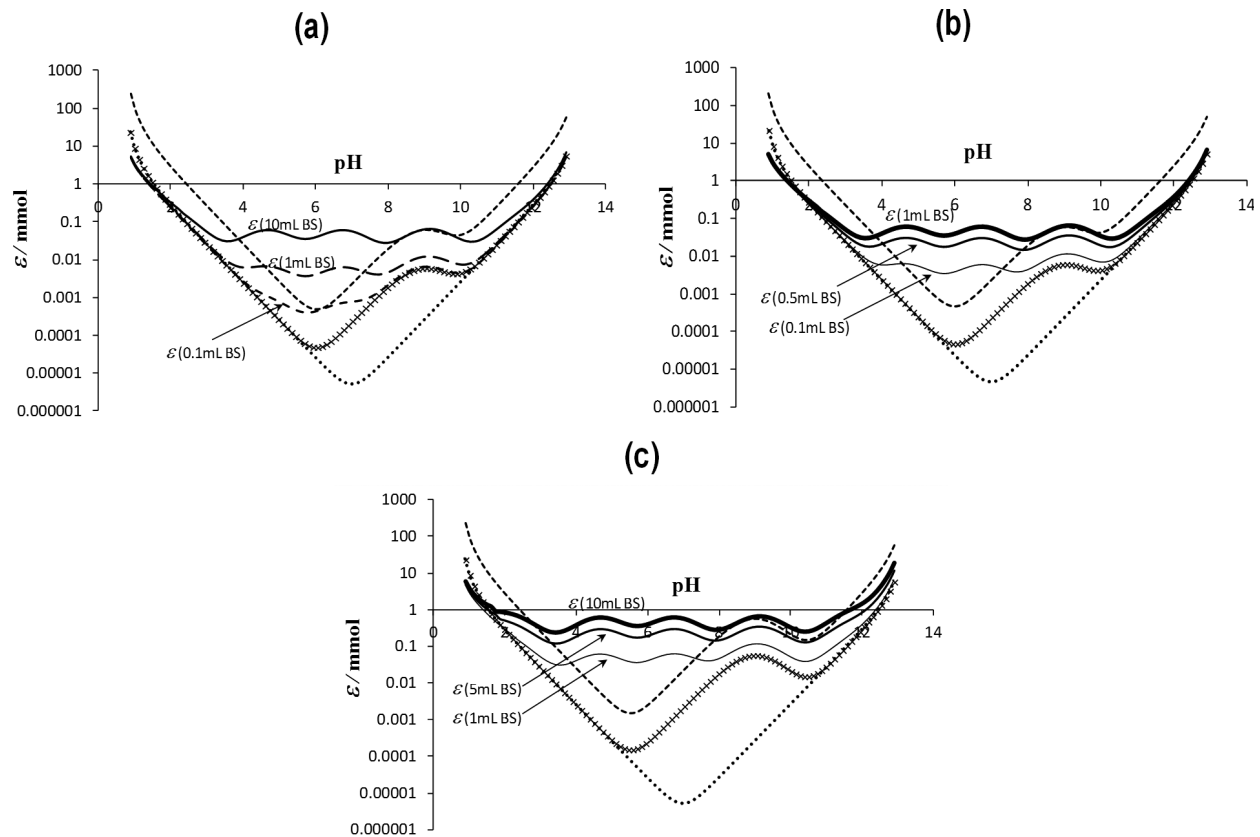 (a)
1000
100
10
1
0.1
0.01
0.001
0.0001
0.00001
0.000001
ε / mmol
pH
0 2 4 6 8 10 12 14
ε (10mL BS)
ε (1mL BS)
ε (0.1mL BS)
(b)
1000
100
10
1
0.1
0.01
0.001
0.0001
0.00001
0.000001
ε / mmol
pH
0 2 4 6 8 10 12 14
ε (1mL BS)
ε (0.5mL BS)
ε (0.1mL BS)
(c)
1000
100
10
1
0.1
0.01
0.001
0.0001
0.00001
0.000001
ε / mmol
pH
0 2 4 6 8 10 12 14
ε (10mL BS)
ε (5mL BS)
ε (1mL BS)